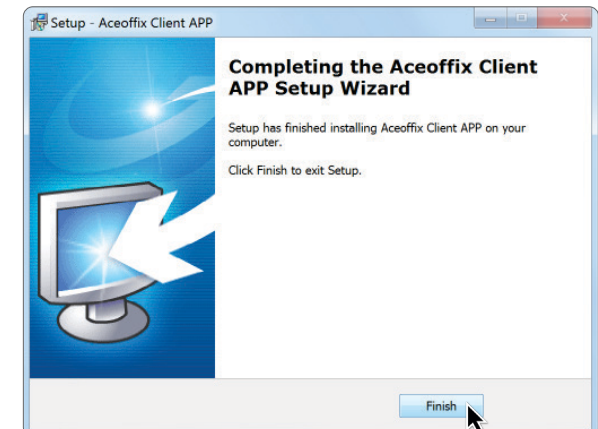 Setup - Aceoffix Client APP
Completing the Aceoffix Client
APP Setup Wizard
Setup has finished installing Aceoffix Client APP on your
computer.
Click Finish to exit Setup.
Finish